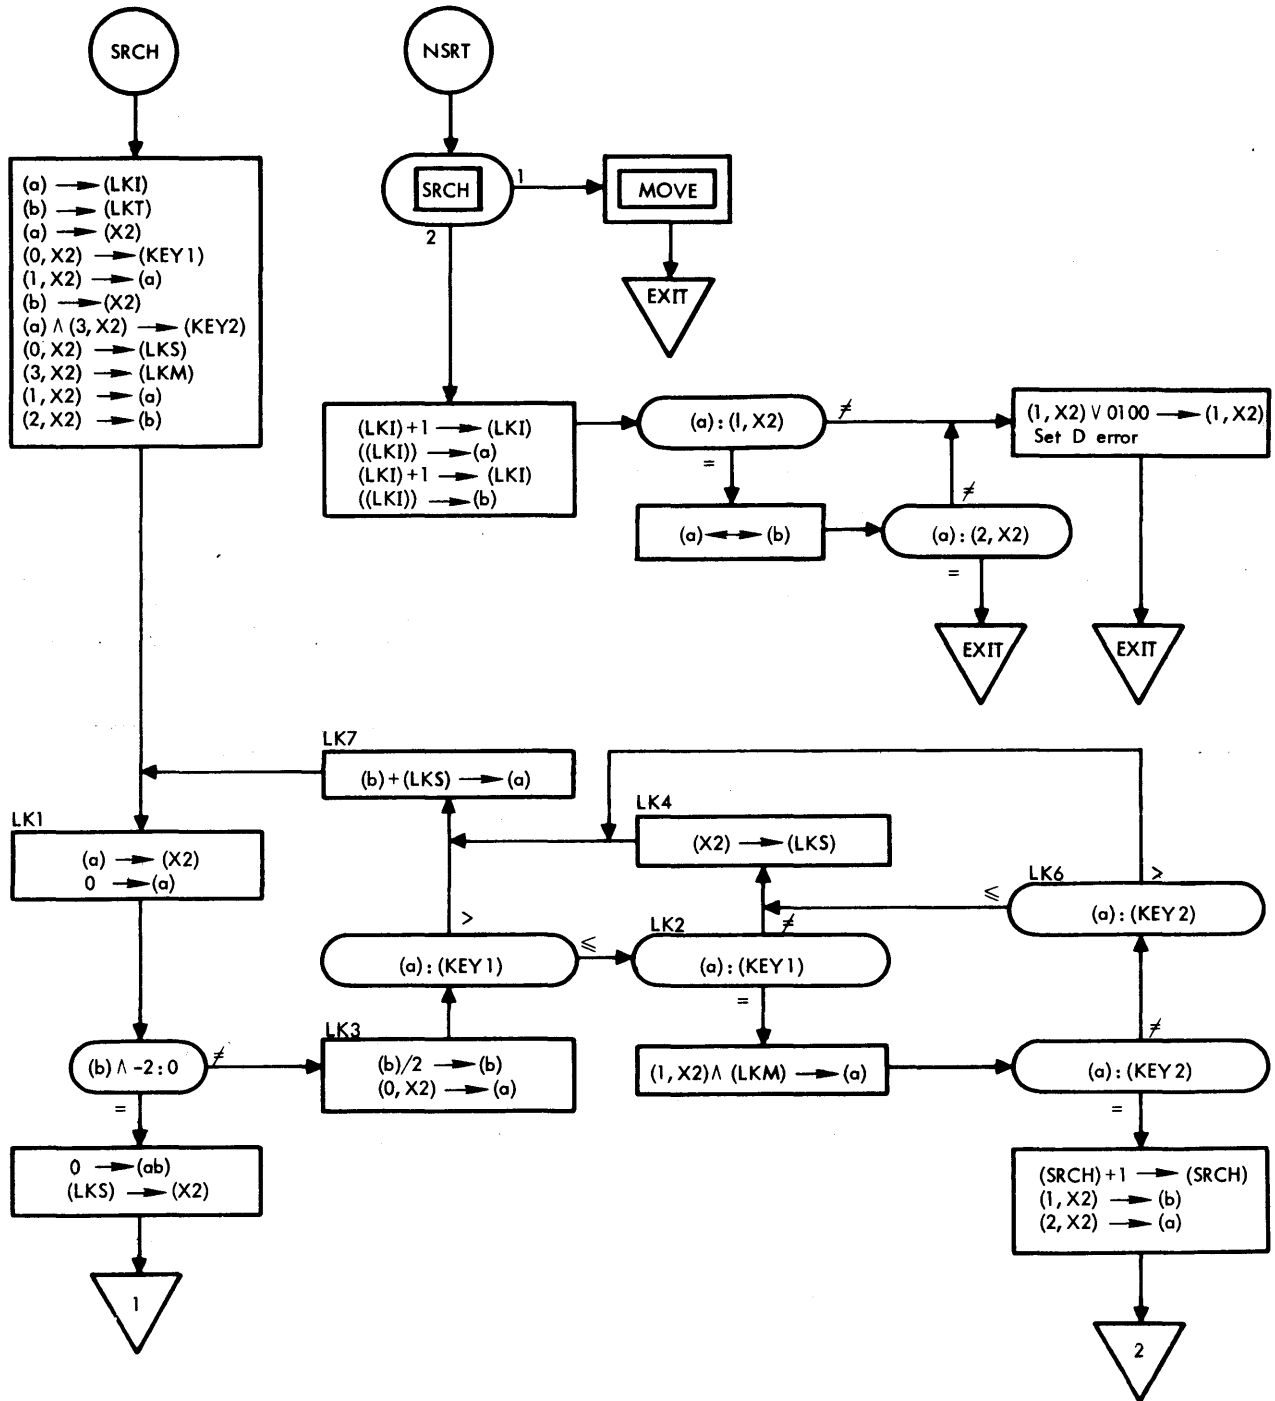 SRCH
(a) → (LKI)
(b) → (LKT)
(a) → (X2)
(0, X2) → (KEY1)
(1, X2) → (a)
(b) → (X2)
(a) ∧ (3, X2) → (KEY2)
(0, X2) → (LKS)
(3, X2) → (LKM)
(1, X2) → (a)
(2, X2) → (b)
NSRT
SRCH
1
2
MOVE
EXIT
(LKI)+1 → (LKI)
((LKI)) → (a)
(LKI)+1 → (LKI)
((LKI)) → (b)
(a) : (1, X2)
≠
=
(a) ↔ (b)
(a) : (2, X2)
≠
=
(1, X2) V 0100 → (1, X2)
Set D error
EXIT
EXIT
LK7
(b) + (LKS) → (a)
LK4
(X2) → (LKS)
LK1
(a) → (X2)
0 → (a)
LK6
(a) : (KEY2)
>
≤
LK2
(a) : (KEY1)
≠
=
(a) : (KEY1)
>
≤
(b) ∧ -2 : 0
≠
=
LK3
(b)/2 → (b)
(0, X2) → (a)
(1, X2) ∧ (LKM) → (a)
(a) : (KEY2)
≠
=
0 → (ab)
(LKS) → (X2)
1
(SRCH)+1 → (SRCH)
(1, X2) → (b)
(2, X2) → (a)
2